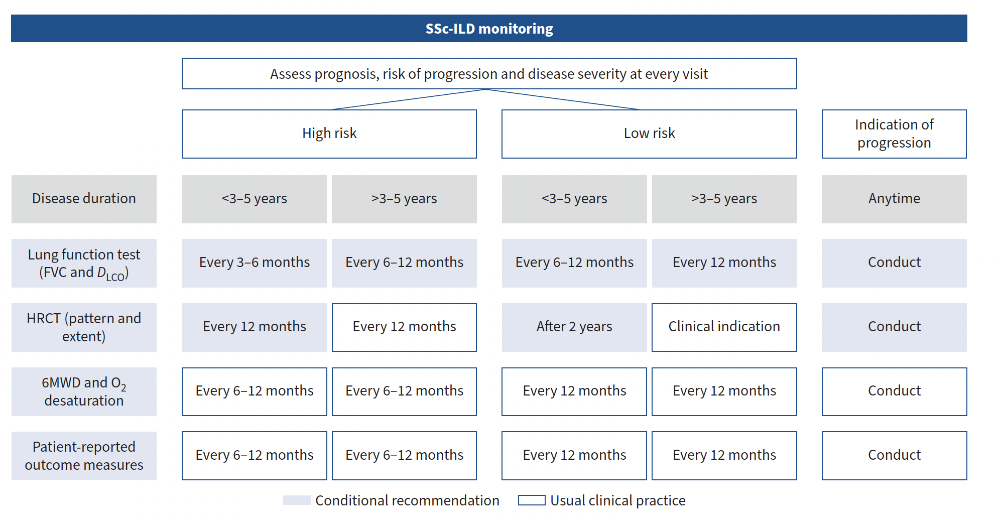 SSc-ILD monitoring
Assess prognosis, risk of progression and disease severity at every visit
High risk
Low risk
Indication of
progression
Disease duration
<3–5 years
>3–5 years
<3–5 years
>3–5 years
Anytime
Lung function test
(FVC and DLCO)
Every 3–6 months
Every 6–12 months
Every 6–12 months
Every 12 months
Conduct
HRCT (pattern and
extent)
Every 12 months
Every 12 months
After 2 years
Clinical indication
Conduct
6MWD and O2
desaturation
Every 6–12 months
Every 6–12 months
Every 12 months
Every 12 months
Conduct
Patient-reported
outcome measures
Every 6–12 months
Every 6–12 months
Every 12 months
Every 12 months
Conduct
Conditional recommendation
Usual clinical practice